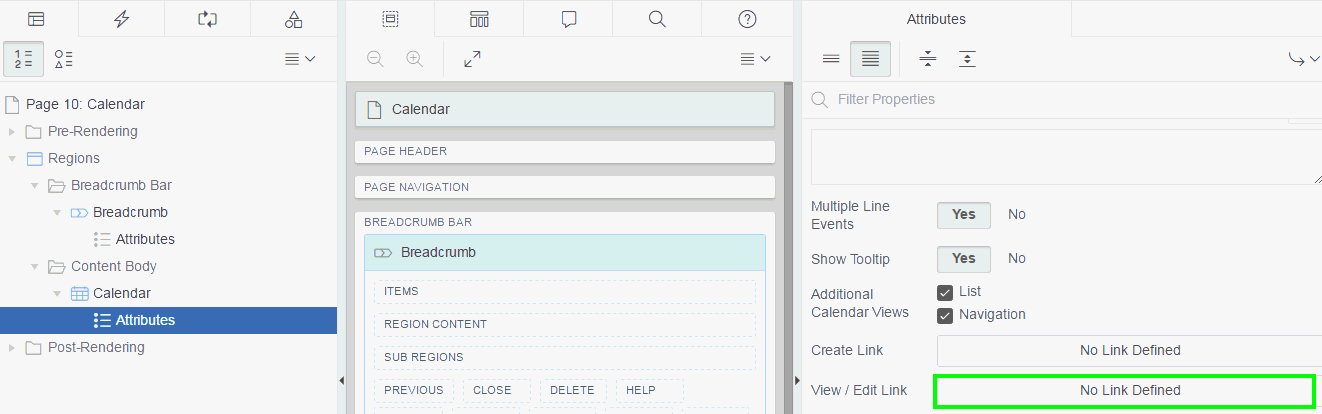 Page 10: Calendar
Pre-Rendering
Regions
Breadcrumb Bar
Breadcrumb
Attributes
Content Body
Calendar
Attributes
Post-Rendering
Calendar
PAGE HEADER
PAGE NAVIGATION
BREADCRUMB BAR
Breadcrumb
ITEMS
REGION CONTENT
SUB REGIONS
PREVIOUS CLOSE DELETE HELP
Attributes
Filter Properties
Multiple Line
Events
Yes No
Show Tooltip Yes No
Additional
Calendar Views
List
Navigation
Create Link No Link Defined
View / Edit Link No Link Defined